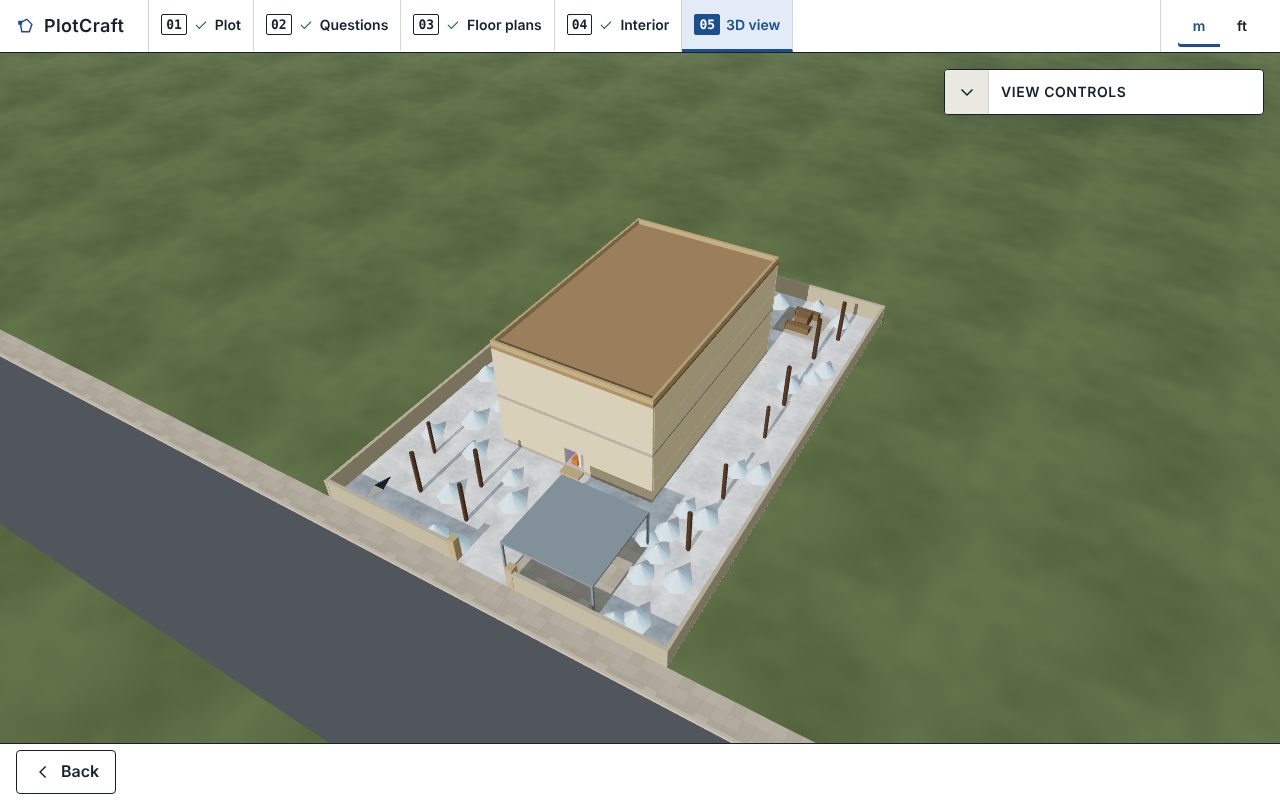 PlotCraft
01 Plot
02 Questions
03 Floor plans
04 Interior
05 3D view
m
ft
VIEW CONTROLS
Back